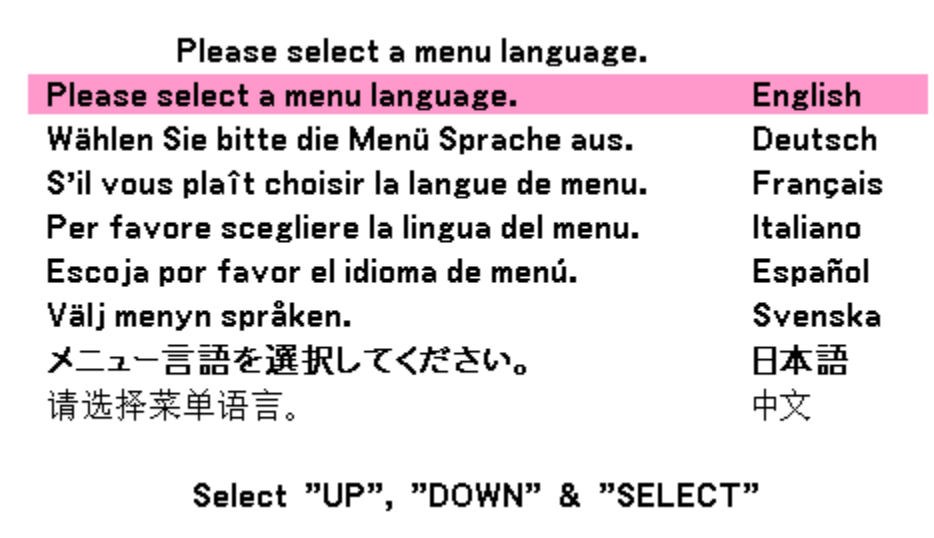 Please select a menu language.
Please select a menu language. English
Wählen Sie bitte die Menü Sprache aus. Deutsch
S’il vous plaît choisir la langue de menu. Français
Per favore scegliere la lingua del menu. Italiano
Escoja por favor el idioma de menú. Español
Välj menyn språken. Svenska
メニュー言語を選択してください。 日本語
请选择菜单语言。 中文
Select ”UP”, ”DOWN” & ”SELECT”